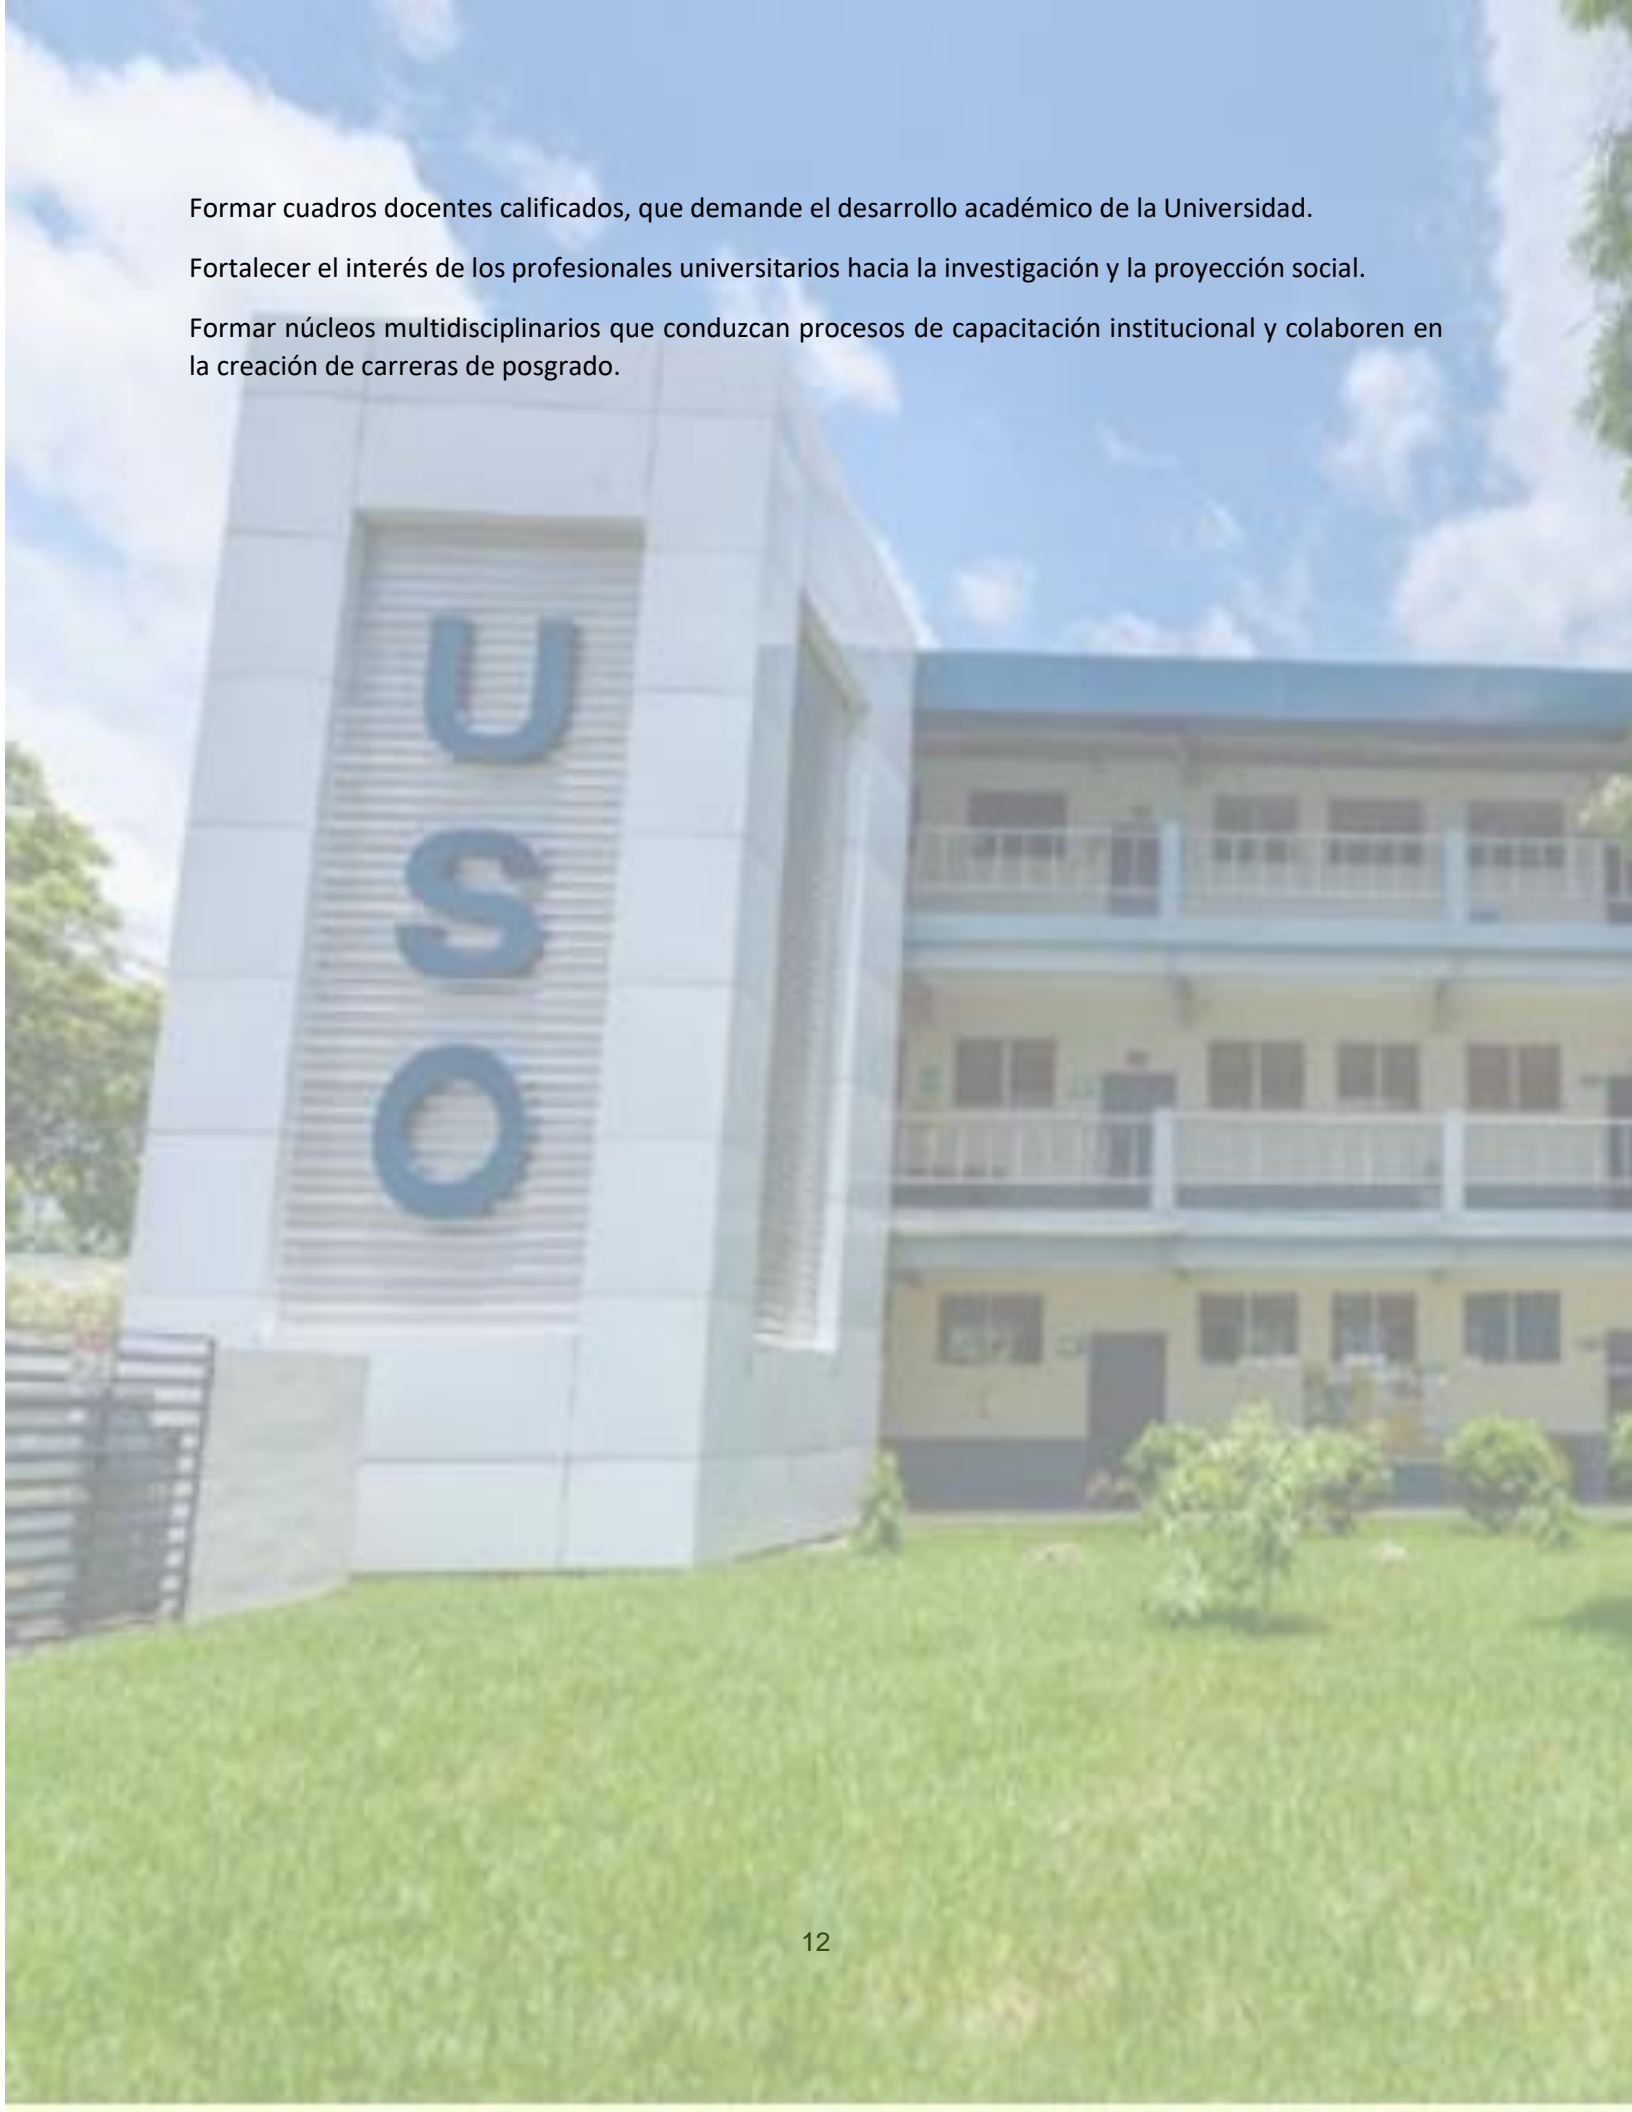 Formar cuadros docentes calificados, que demande el desarrollo académico de la Universidad.
Fortalecer el interés de los profesionales universitarios hacia la investigación y la proyección social.
Formar núcleos multidisciplinarios que conduzcan procesos de capacitación institucional y colaboren en
la creación de carreras de posgrado.
U
S
O
12